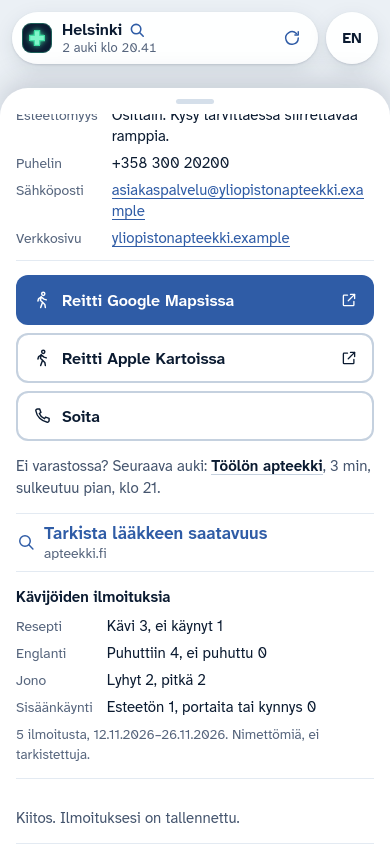 Helsinki
2 auki klo 20.41
EN
Esteettömyys Osittain. Kysy tarvittaessa siirrettävää
ramppia.
Puhelin +358 300 20200
Sähköposti asiakaspalvelu@yliopistonapteekki.exa
mple
Verkkosivu yliopistonapteekki.example
Reitti Google Mapsissa
Reitti Apple Kartoissa
Soita
Ei varastossa? Seuraava auki: Töölön apteekki, 3 min,
sulkeutuu pian, klo 21.
Tarkista lääkkeen saatavuus
apteekki.fi
Kävijöiden ilmoituksia
Resepti Kävi 3, ei käynyt 1
Englanti Puhuttiin 4, ei puhuttu 0
Jono Lyhyt 2, pitkä 2
Sisäänkäynti Esteetön 1, portaita tai kynnys 0
5 ilmoitusta, 12.11.2026–26.11.2026. Nimettömiä, ei
tarkistettuja.
Kiitos. Ilmoituksesi on tallennettu.